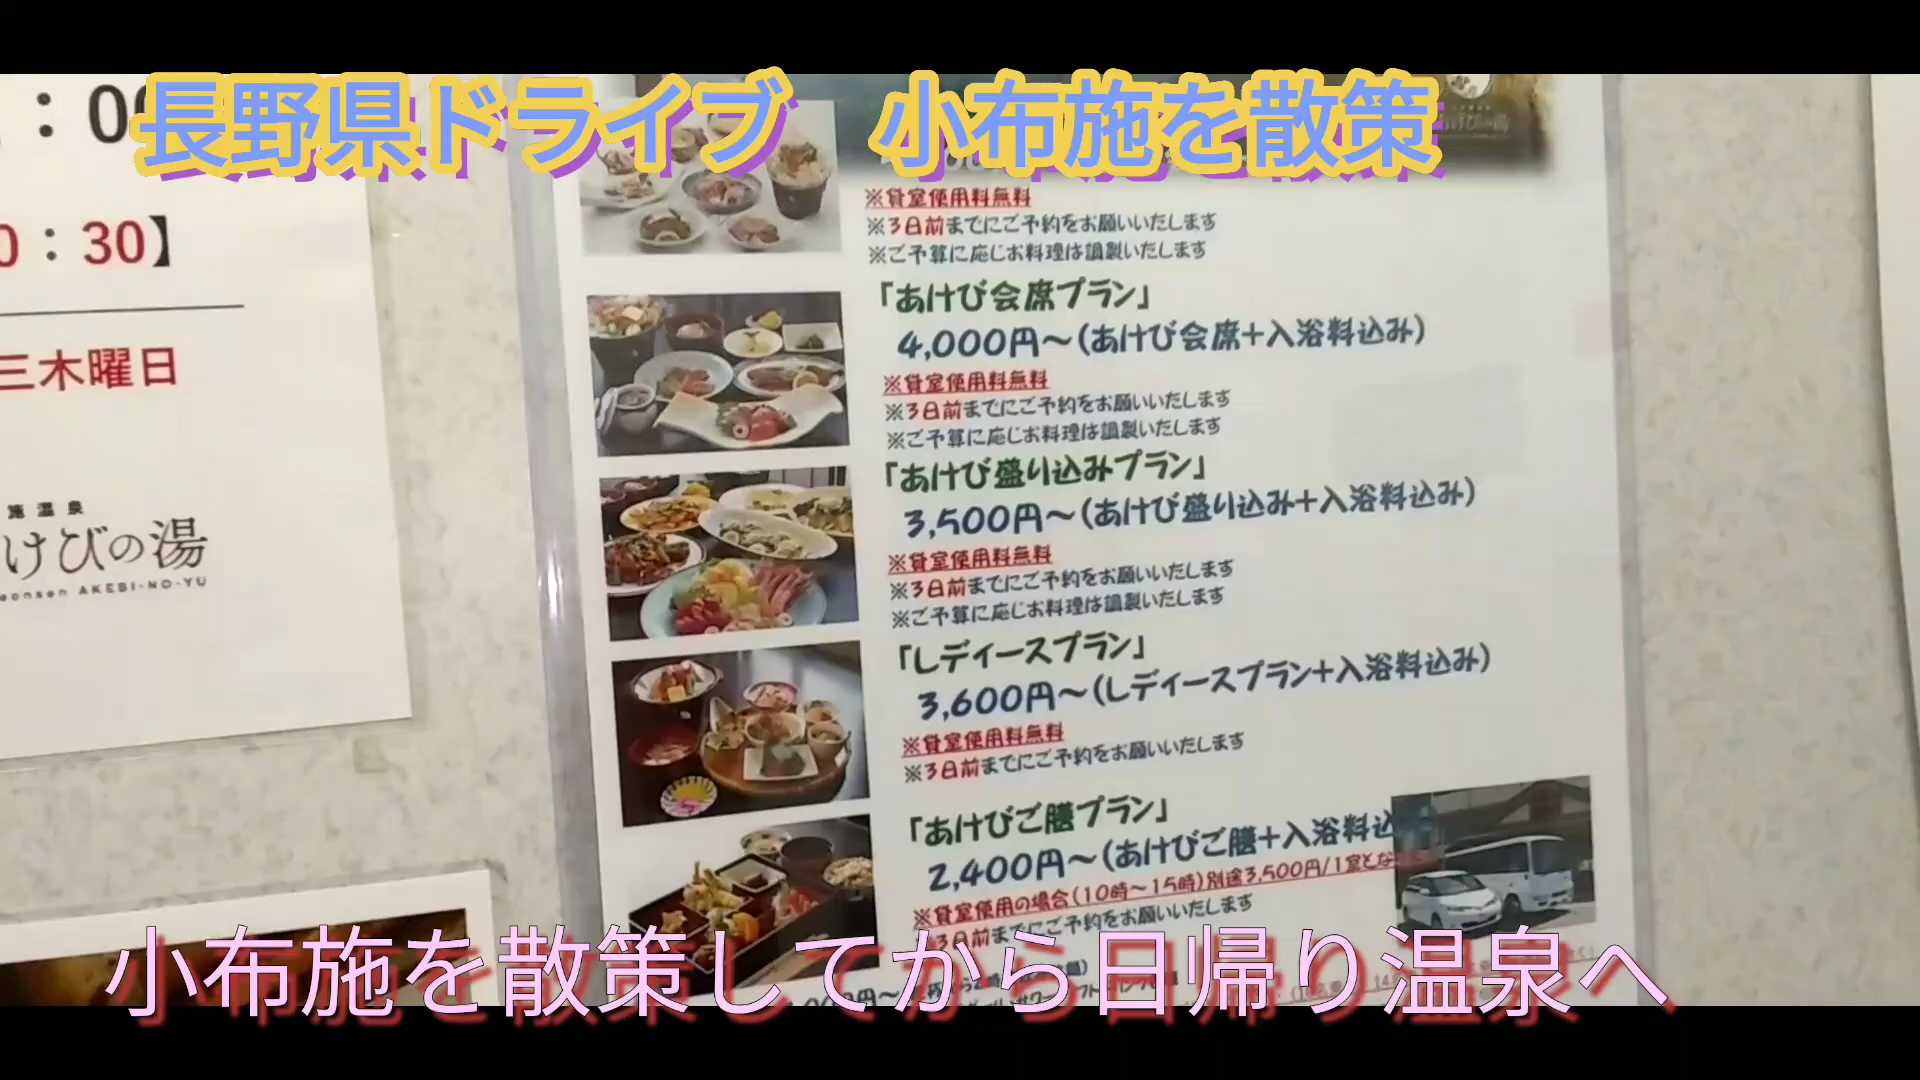 長野県ドライブ 小布施を散策
0：30】
三木曜日
施温泉
けびの湯
AKEBI-NO-YU
※貸室使用料無料
※3日前までにご予約をお願いいたします
※ご予算に応じお料理は調製いたします
「あけび会席プラン」
4,000円～(あけび会席+入浴料込み)
※貸室使用料無料
※3日前までにご予約をお願いいたします
※ご予算に応じお料理は調製いたします
「あけび盛り込みプラン」
3,500円～(あけび盛り込み+入浴料込み)
※貸室使用料無料
※3日前までにご予約をお願いいたします
※ご予算に応じお料理は調製いたします
「レディースプラン」
3,600円～(レディースプラン+入浴料込み)
※貸室使用料無料
※3日前までにご予約をお願いいたします
「あけびご膳プラン」
2,400円～(あけびご膳+入浴料込
※貸室使用の場合(10時～15時)別途3,500円/1室とな
3日前までにご予約をお願いいたします
小布施を散策してから日帰り温泉へ